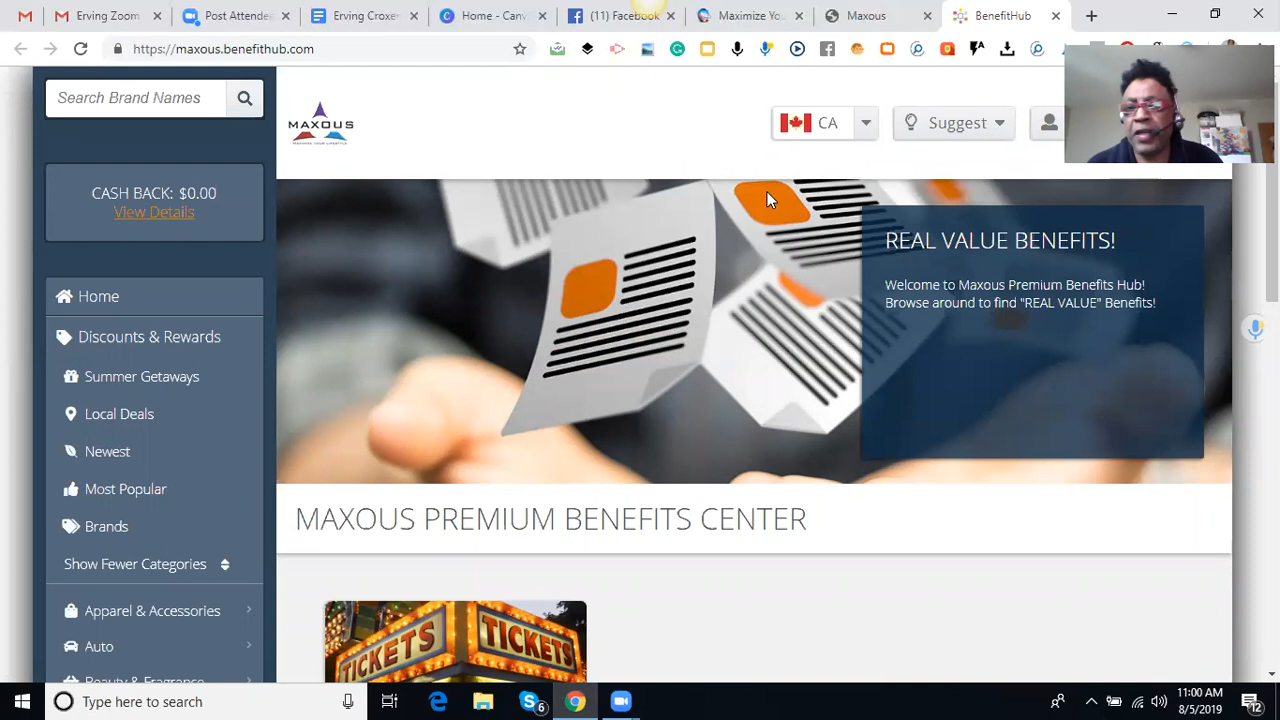 Erving Zoom
Post Attende
Erving Croxe
Home - Canv
(11) Facebook
Maximize Yo
Maxous
BenefitHub
https://maxous.benefithub.com
Search Brand Names
MAXOUS
CA
Suggest
CASH BACK: $0.00
View Details
REAL VALUE BENEFITS!
Welcome to Maxous Premium Benefits Hub!
Browse around to find "REAL VALUE" Benefits!
Home
Discounts & Rewards
Summer Getaways
Local Deals
Newest
Most Popular
Brands
Show Fewer Categories
Apparel & Accessories
Auto
Beauty & Fragrance
MAXOUS PREMIUM BENEFITS CENTER
TICKETS
TICKETS
Type here to search
6
11:00 AM
8/5/2019
12